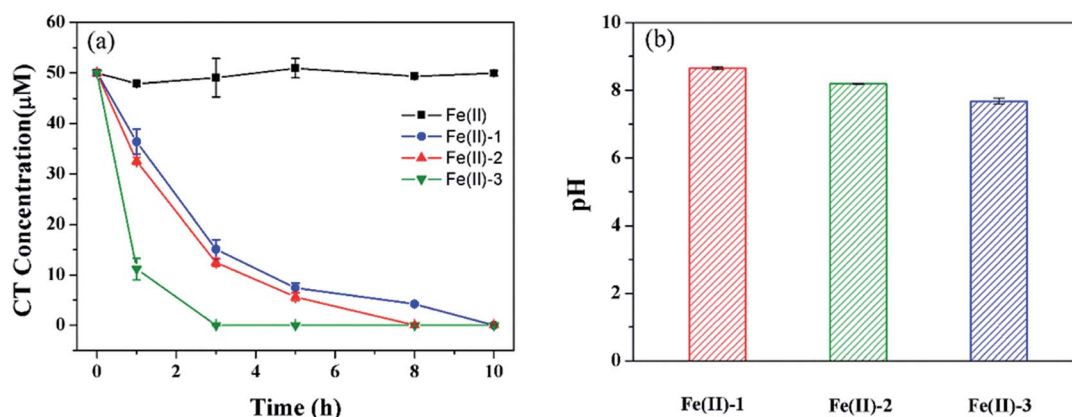 (a)
CT Concentration(μM)
60
50
40
30
20
10
0
Fe(II)
Fe(II)-1
Fe(II)-2
Fe(II)-3
0 2 4 6 8 10
Time (h)
(b)
pH
10
8
6
4
2
0
Fe(II)-1 Fe(II)-2 Fe(II)-3